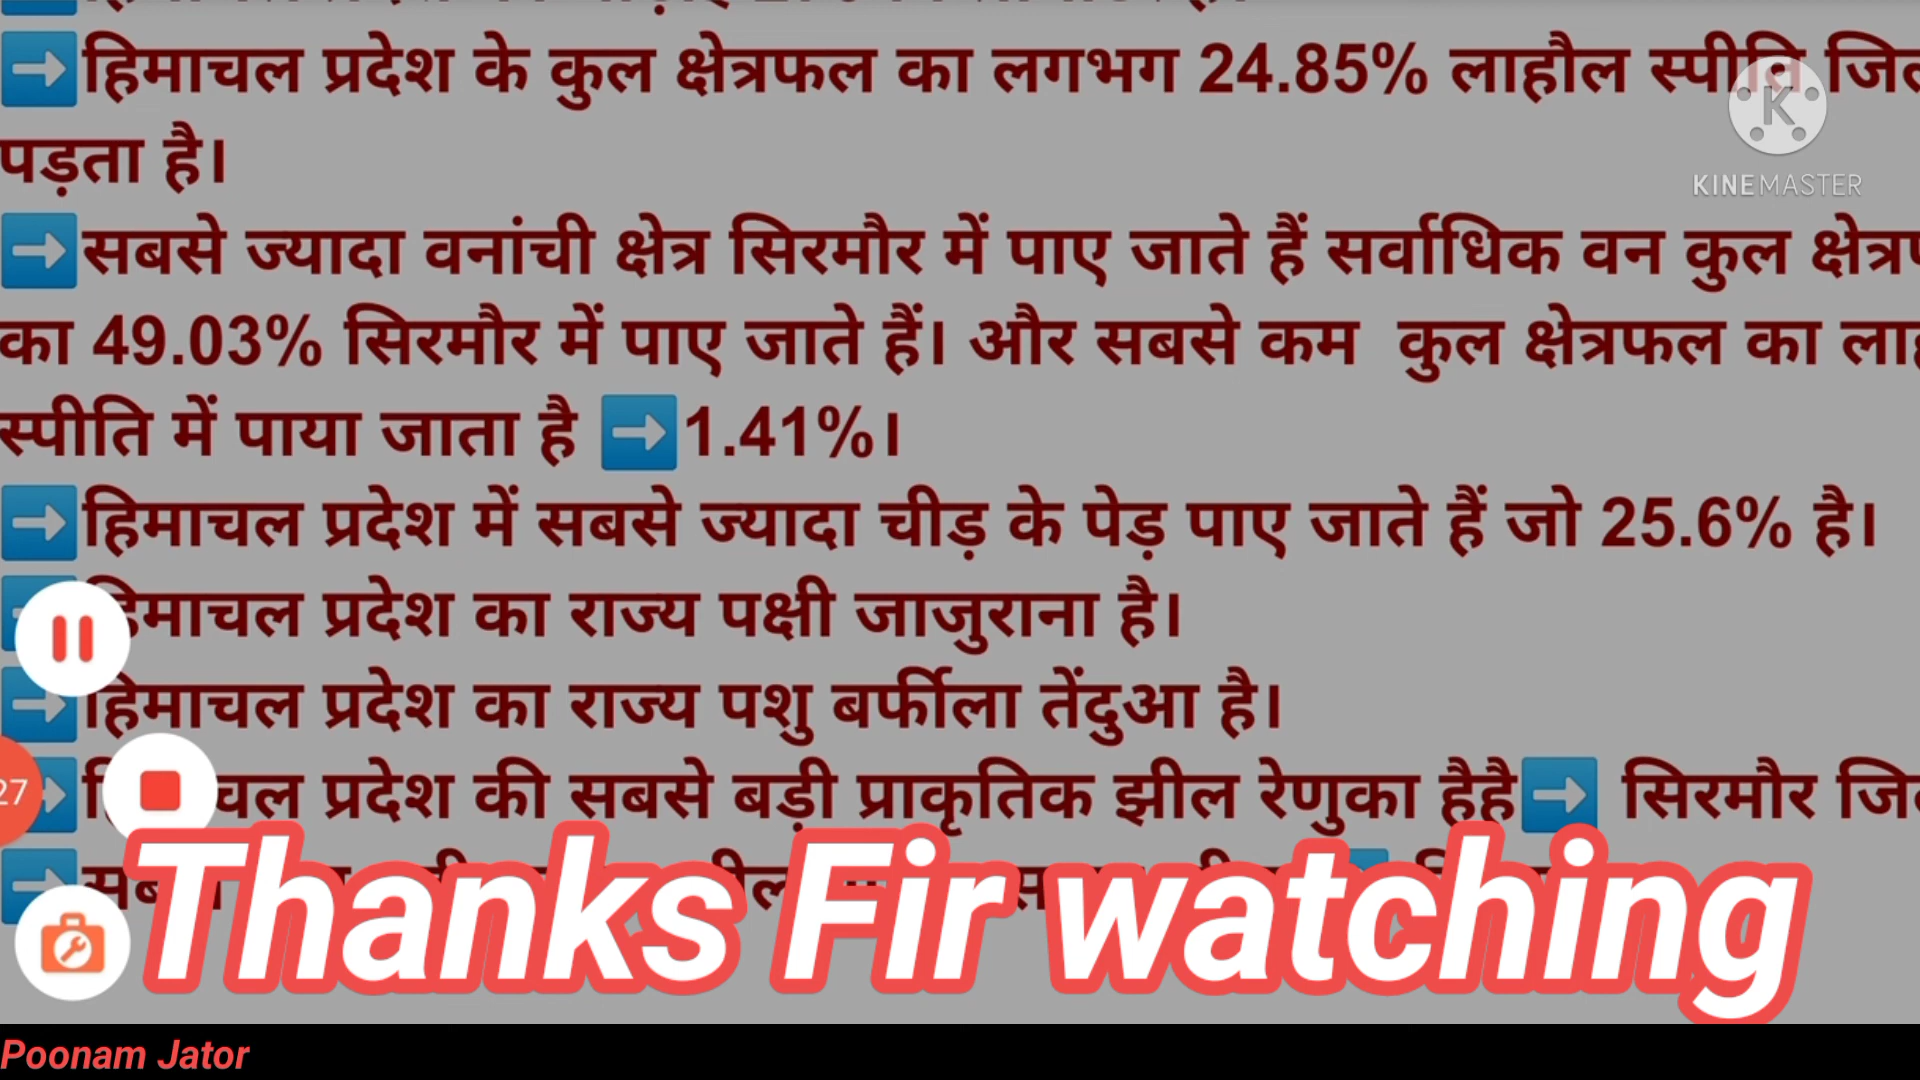 ➡हिमाचल प्रदेश के कुल क्षेत्रफल का लगभग 24.85% लाहौल स्पीति
पड़ता है।
KINEMASTER
➡सबसे ज्यादा वनांची क्षेत्र सिरमौर में पाए जाते हैं सर्वाधिक वन कुल
का 49.03% सिरमौर में पाए जाते हैं। और सबसे कम कुल क्षेत्रफल का
स्पीति में पाया जाता है ➡1.41%।
➡हिमाचल प्रदेश में सबसे ज्यादा चीड़ के पेड़ पाए जाते हैं जो 25.6% है।
हिमाचल प्रदेश का राज्य पक्षी जाजुराना है।
➡हिमाचल प्रदेश का राज्य पशु बर्फीला तेंदुआ है।
27
प्रदेश की सबसे बड़ी प्राकृतिक झील रेणुका हैहै➡ सिरमौर
Thanks Fir watching
Poonam Jator